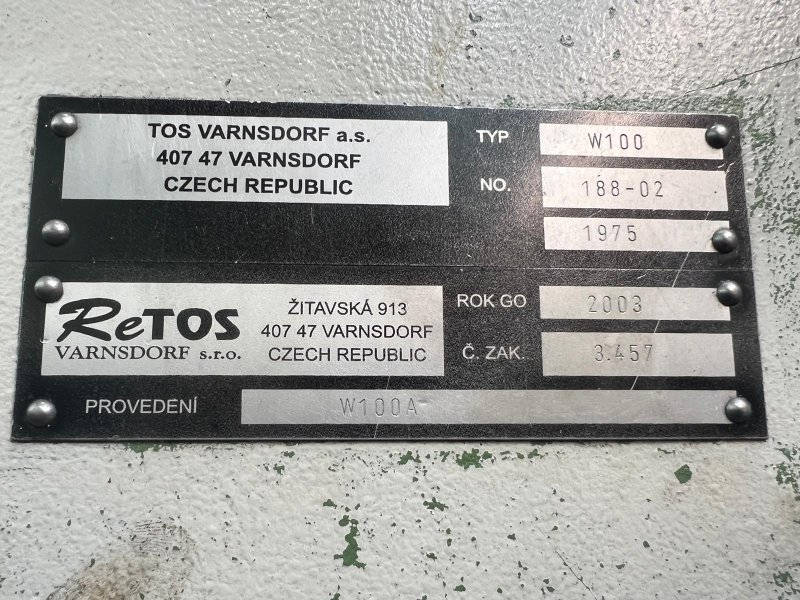 TOS VARNSDORF a.s.
407 47 VARNSDORF
CZECH REPUBLIC
TYP W100
NO. 188-02
1975
ReTOS
VARNSDORF s.r.o.
ŽITAVSKÁ 913
407 47 VARNSDORF
CZECH REPUBLIC
ROK GO 2003
Č. ZAK. 3.457
PROVEDENÍ W100A